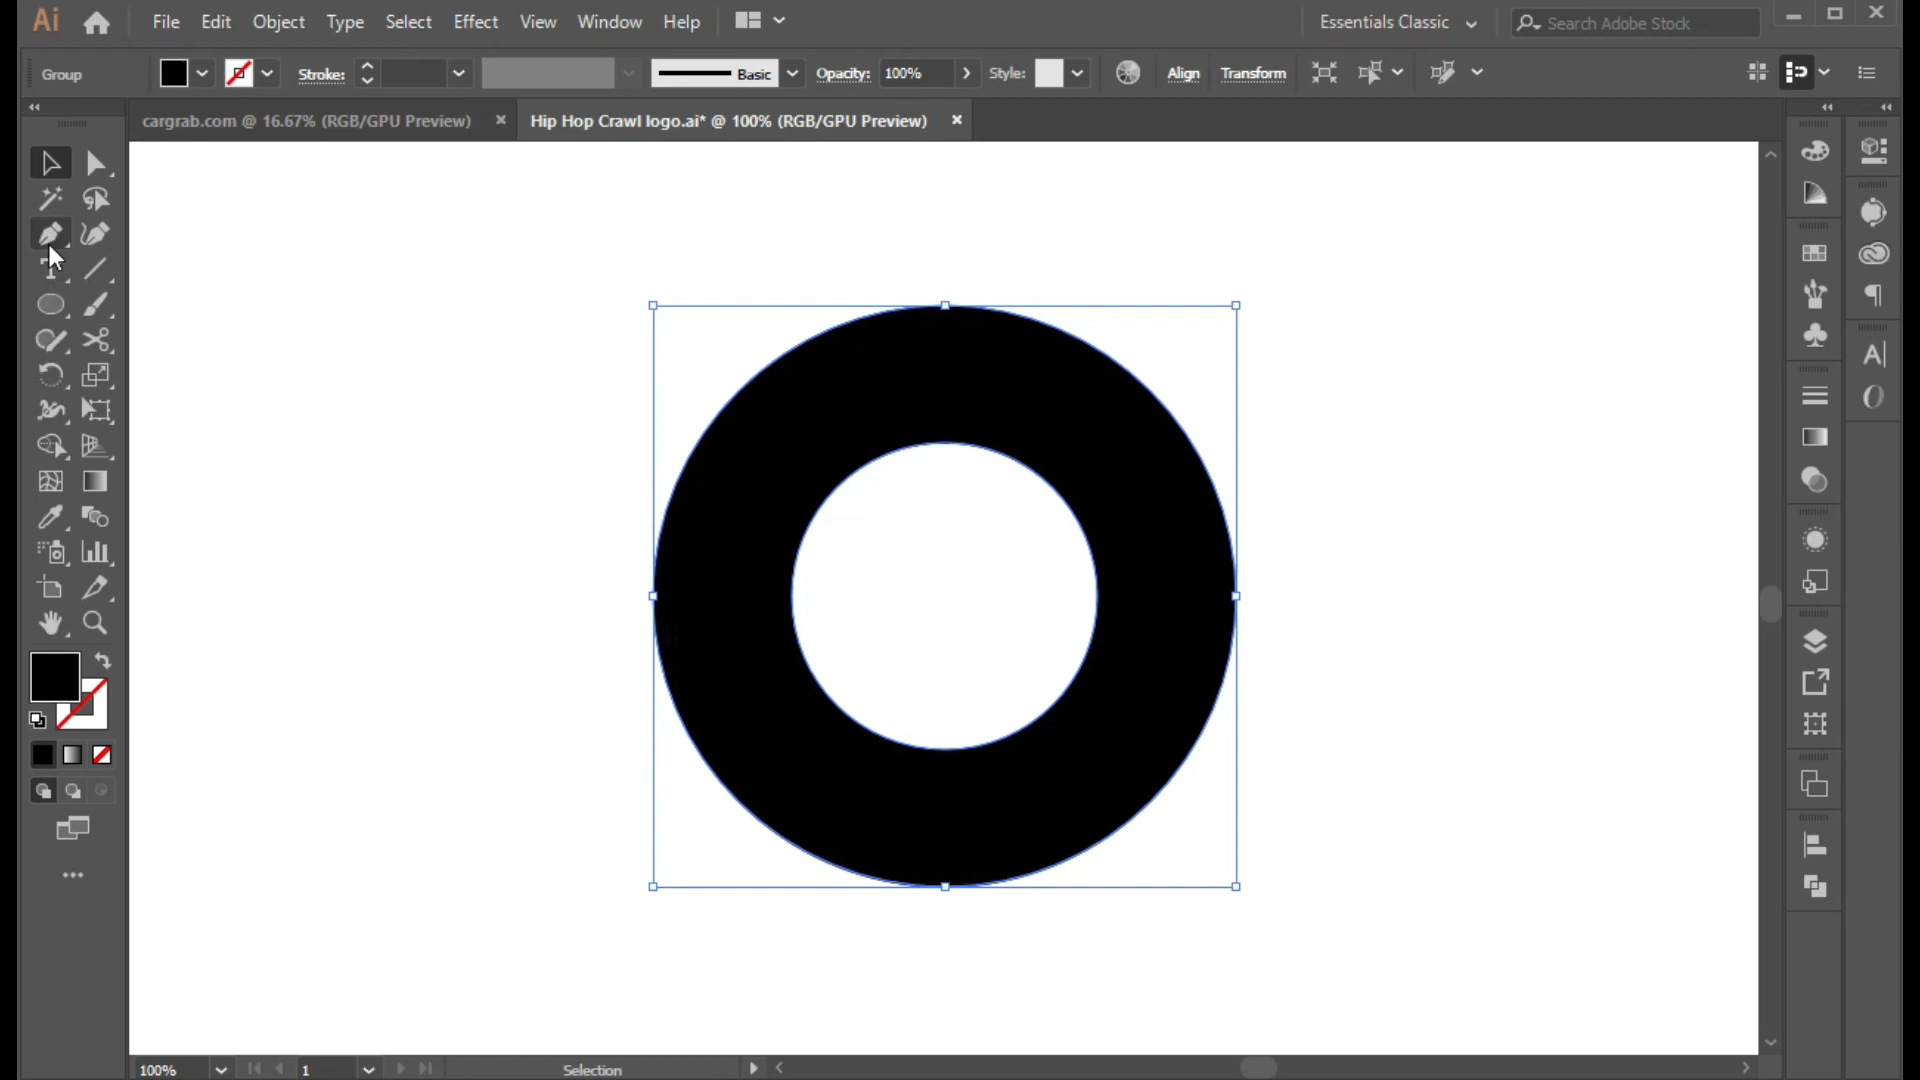 Ai File Edit Object Type Select Effect View Window Help Essentials Classic Search Adobe Stock
Group Stroke: Basic Opacity: 100% Style: Align Transform
cargrab.com @ 16.67% (RGB/GPU Preview) Hip Hop Crawl logo.ai* @ 100% (RGB/GPU Preview)
100% 1 Selection